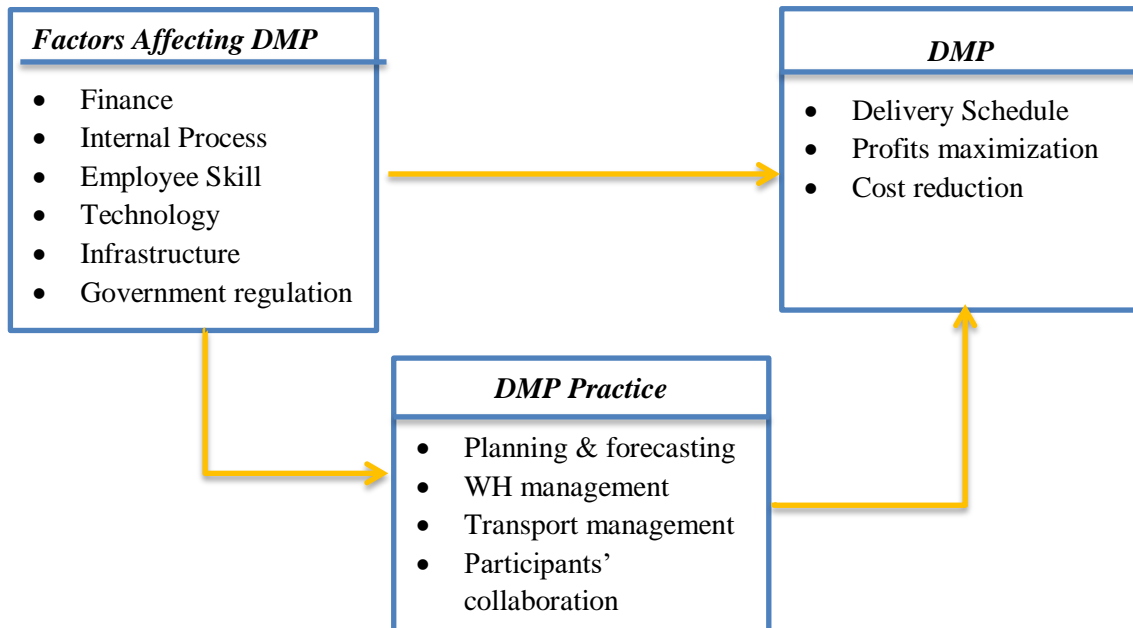 Factors Affecting DMP
• Finance
• Internal Process
• Employee Skill
• Technology
• Infrastructure
• Government regulation
DMP
• Delivery Schedule
• Profits maximization
• Cost reduction
DMP Practice
• Planning & forecasting
• WH management
• Transport management
• Participants’
collaboration